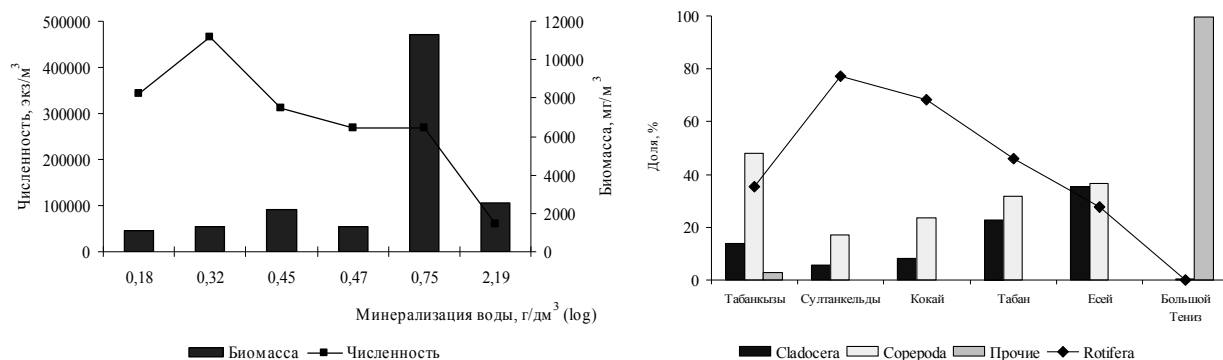 Численность, экз/м³
500000
400000
300000
200000
100000
0
12000
10000
8000
6000
4000
2000
0
Биомасса, мг/м³
0,18 0,32 0,45 0,47 0,75 2,19
Минерализация воды, г/дм³ (log)
Биомасса Численность
Доля, %
100
80
60
40
20
0
Табанкызы Султанкельды Кокай Табан Есей Большой
Тениз
Cladocera Copepoda Прочие Rotifera